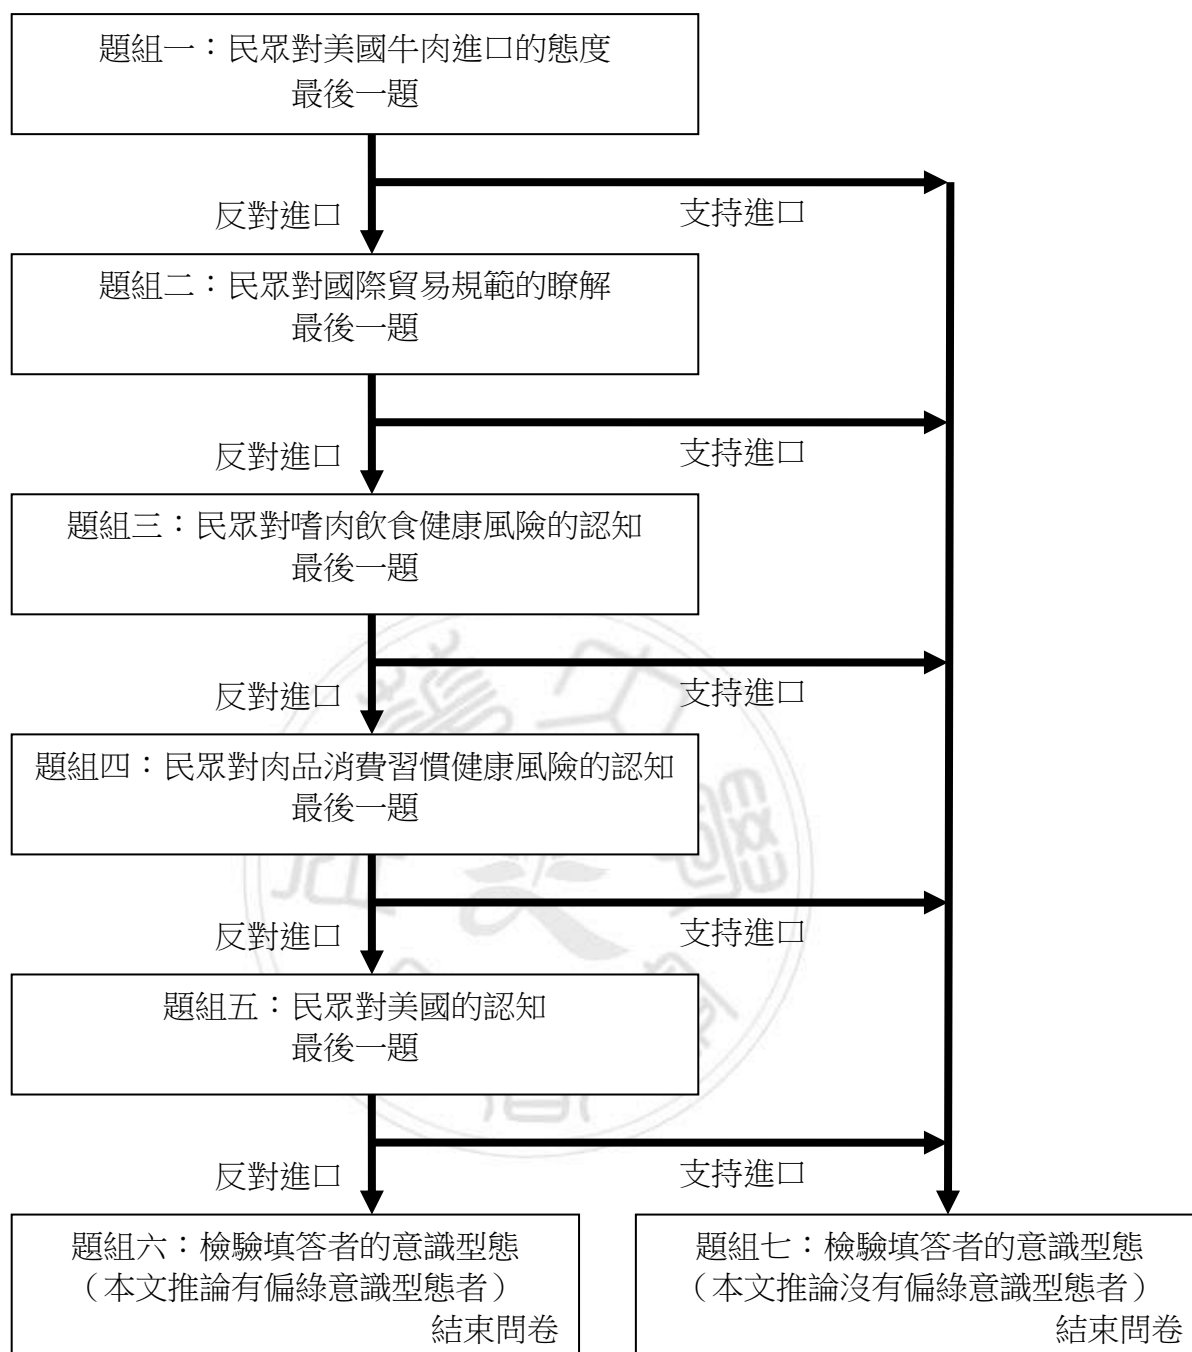 題組一：民眾對美國牛肉進口的態度
最後一題
反對進口
支持進口
題組二：民眾對國際貿易規範的瞭解
最後一題
反對進口
支持進口
題組三：民眾對嗜肉飲食健康風險的認知
最後一題
反對進口
支持進口
題組四：民眾對肉品消費習慣健康風險的認知
最後一題
反對進口
支持進口
題組五：民眾對美國的認知
最後一題
反對進口
支持進口
題組六：檢驗填答者的意識型態
（本文推論有偏綠意識型態者）
結束問卷
題組七：檢驗填答者的意識型態
（本文推論沒有偏綠意識型態者）
結束問卷